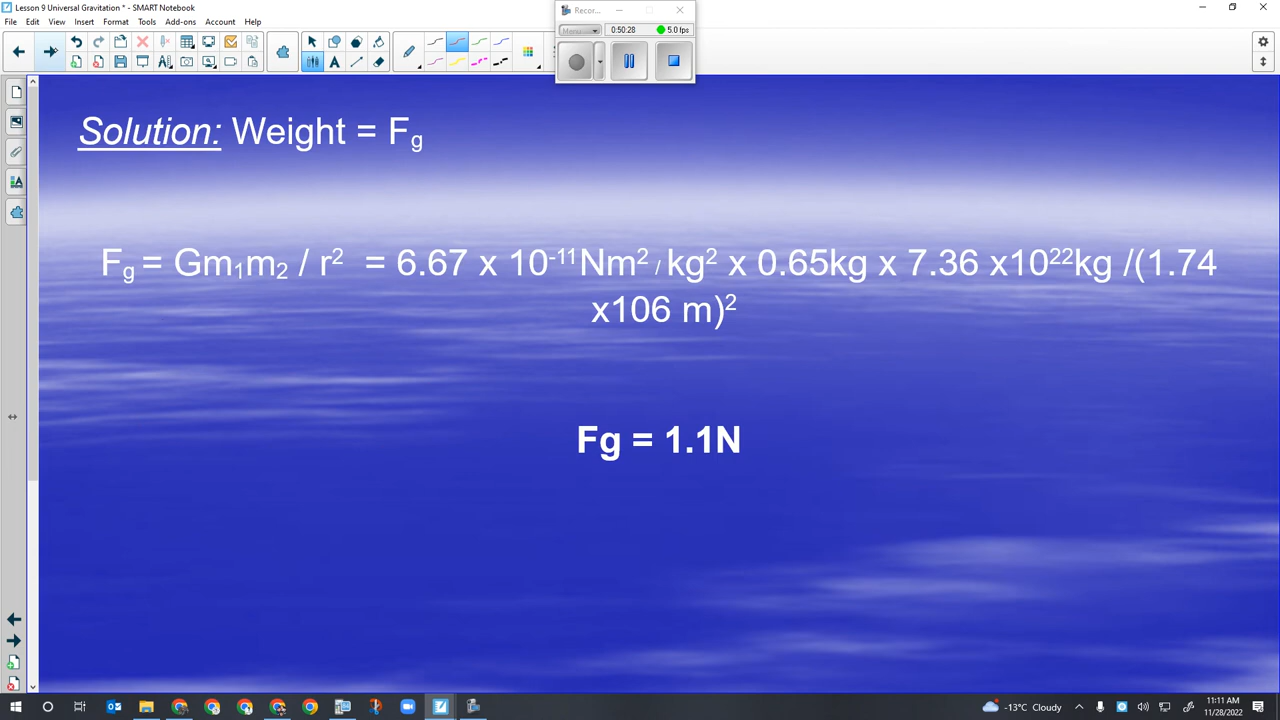 Lesson 9 Universal Gravitation * - SMART Notebook
Recor...
File Edit View Insert Format Tools Add-ons Account Help
Menu 0:50:28 5.0 fps
Solution: Weight = Fg
Fg = Gm₁m₂ / r² = 6.67 x 10⁻¹¹Nm² / kg² x 0.65kg x 7.36 x10²²kg /(1.74
x106 m)²
Fg = 1.1N
-13°C Cloudy
11:11 AM
11/28/2022